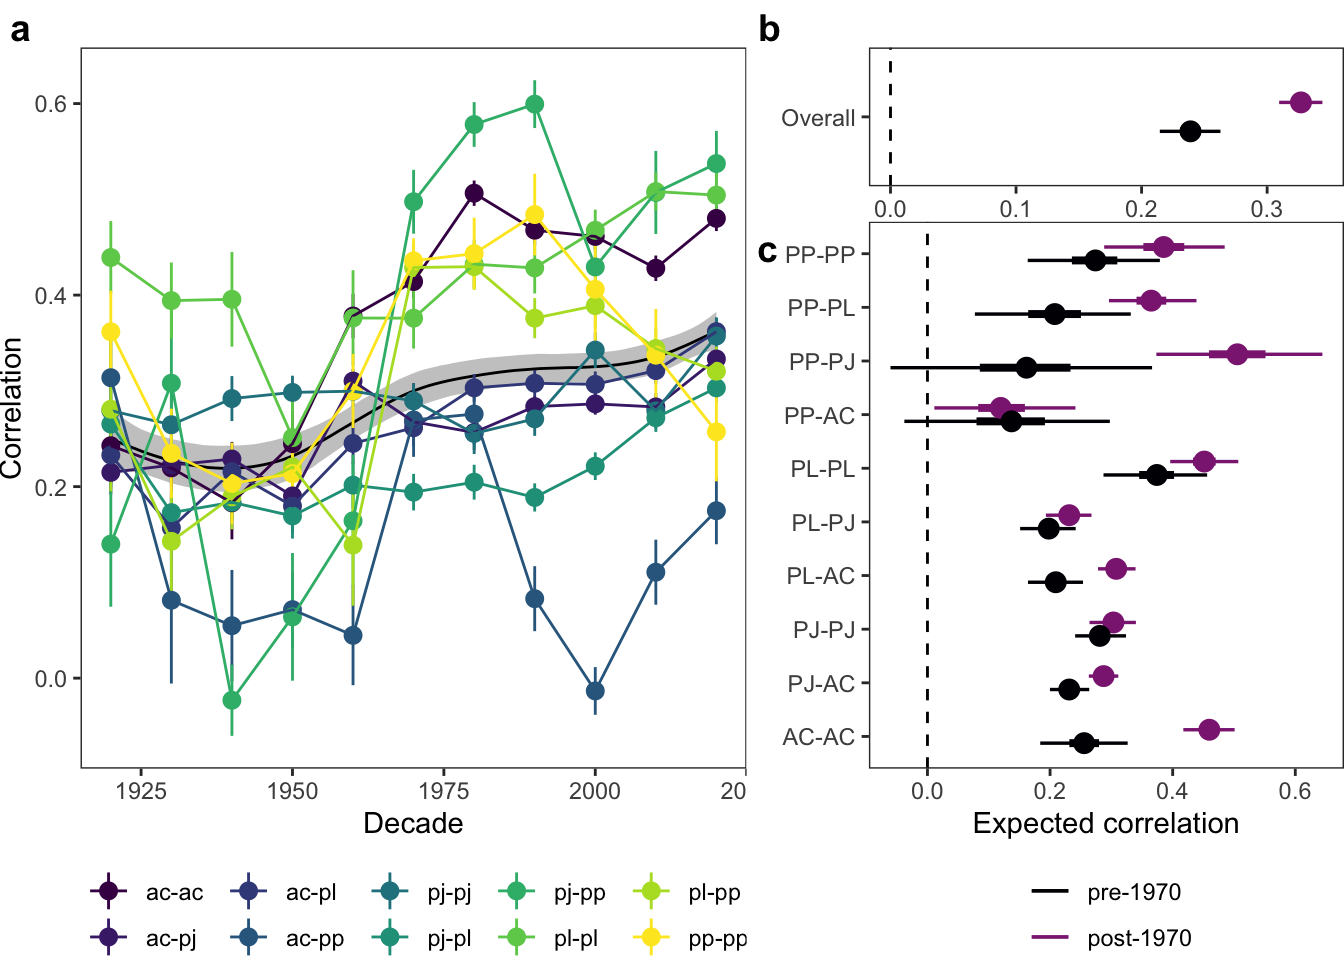 a
b
Correlation
0.6
0.4
0.2
0.0
1925
1950
1975
2000
20
Decade
Overall
0.0
0.1
0.2
0.3
c
PP-PP
PP-PL
PP-PJ
PP-AC
PL-PL
PL-PJ
PL-AC
PJ-PJ
PJ-AC
AC-AC
0.0
0.2
0.4
0.6
Expected correlation
ac-ac
ac-pl
pj-pj
pj-pp
pl-pp
ac-pj
ac-pp
pj-pl
pl-pl
pp-pp
pre-1970
post-1970